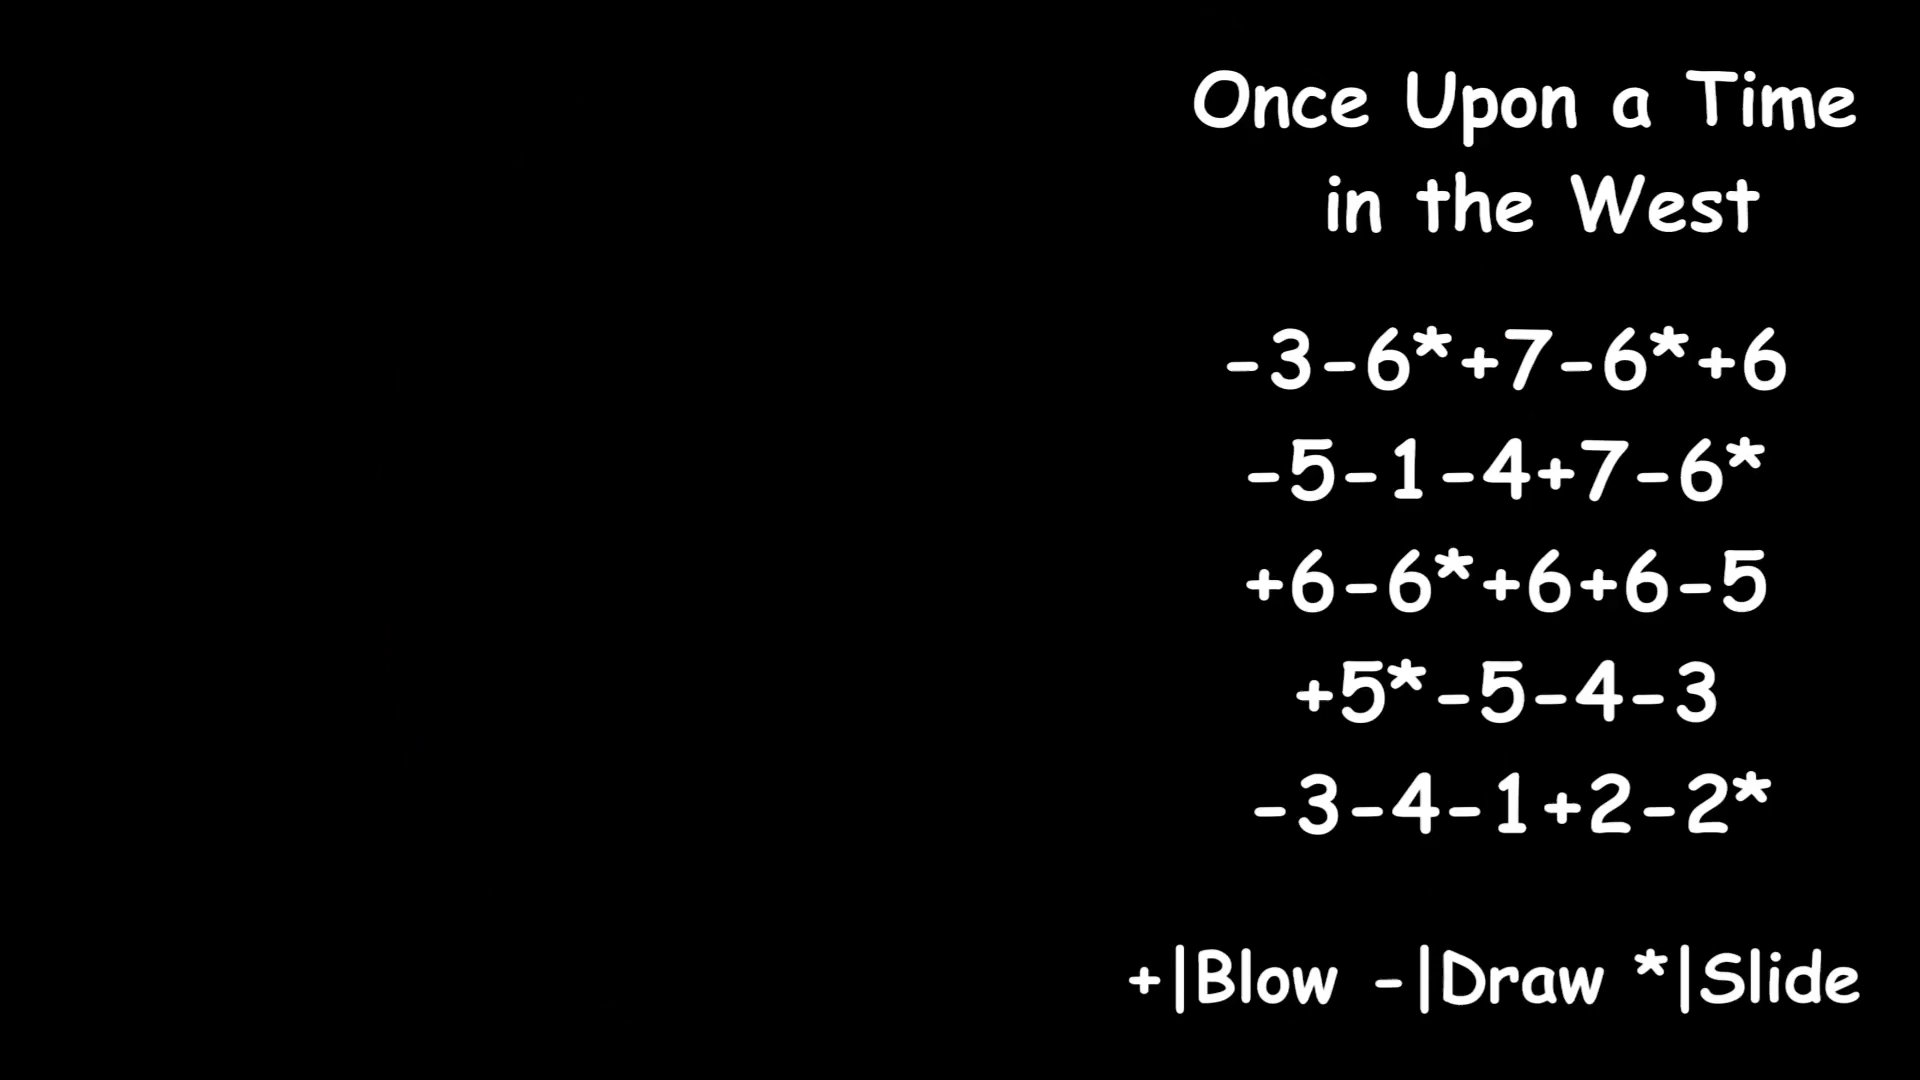 Once Upon a Time
in the West
-3-6*+7-6*+6
-5-1-4+7-6*
+6-6*+6+6-5
+5*-5-4-3
-3-4-1+2-2*
+|Blow -|Draw *|Slide